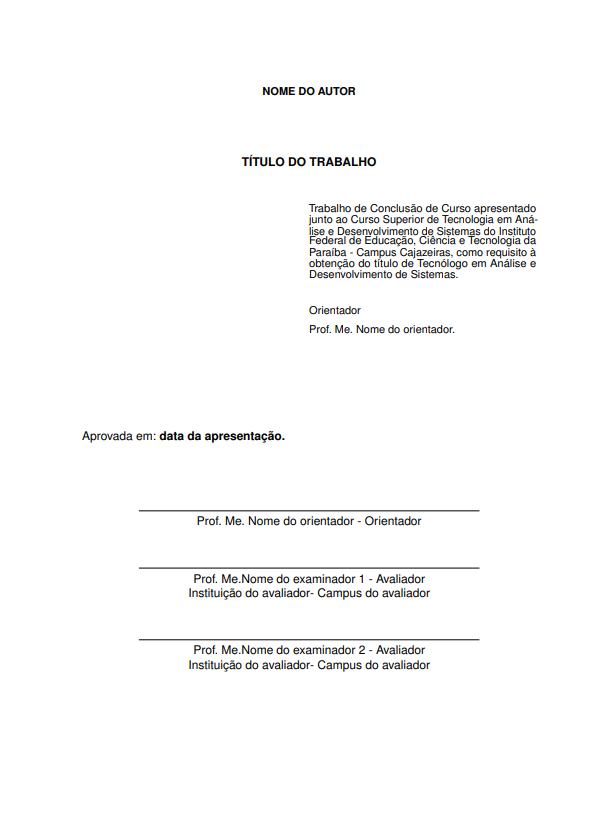 NOME DO AUTOR
TÍTULO DO TRABALHO
Trabalho de Conclusão de Curso apresentado
junto ao Curso Superior de Tecnologia em Aná-
lise e Desenvolvimento de Sistemas do Instituto
Federal de Educação, Ciência e Tecnologia da
Paraíba - Campus Cajazeiras, como requisito à
obtenção do título de Tecnólogo em Análise e
Desenvolvimento de Sistemas.
Orientador
Prof. Me. Nome do orientador.
Aprovada em: data da apresentação.
Prof. Me. Nome do orientador - Orientador
Prof. Me.Nome do examinador 1 - Avaliador
Instituição do avaliador- Campus do avaliador
Prof. Me.Nome do examinador 2 - Avaliador
Instituição do avaliador- Campus do avaliador